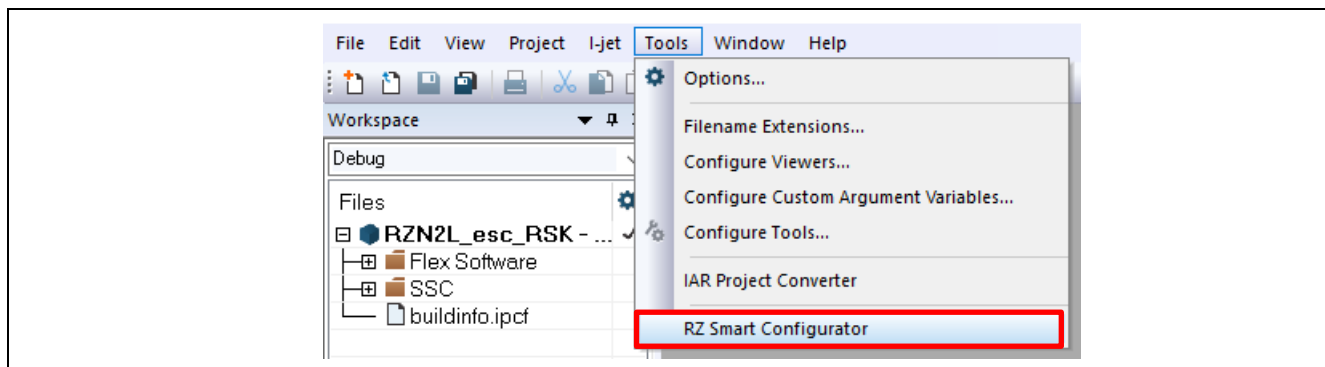 File Edit View Project I-jet Tools Window Help
Options...
Workspace
Filename Extensions...
Debug
Configure Viewers...
Files
Configure Custom Argument Variables...
RZN2L_esc_RSK - ...
Configure Tools...
Flex Software
SSC
IAR Project Converter
buildinfo.ipcf
RZ Smart Configurator